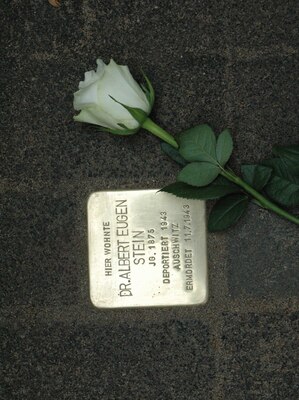 HIER WOHNTE
DR. ALBERT EUGEN
STEIN
JG. 1875
DEPORTIERT 1943
AUSCHWITZ
ERMORDET 11.7.1943